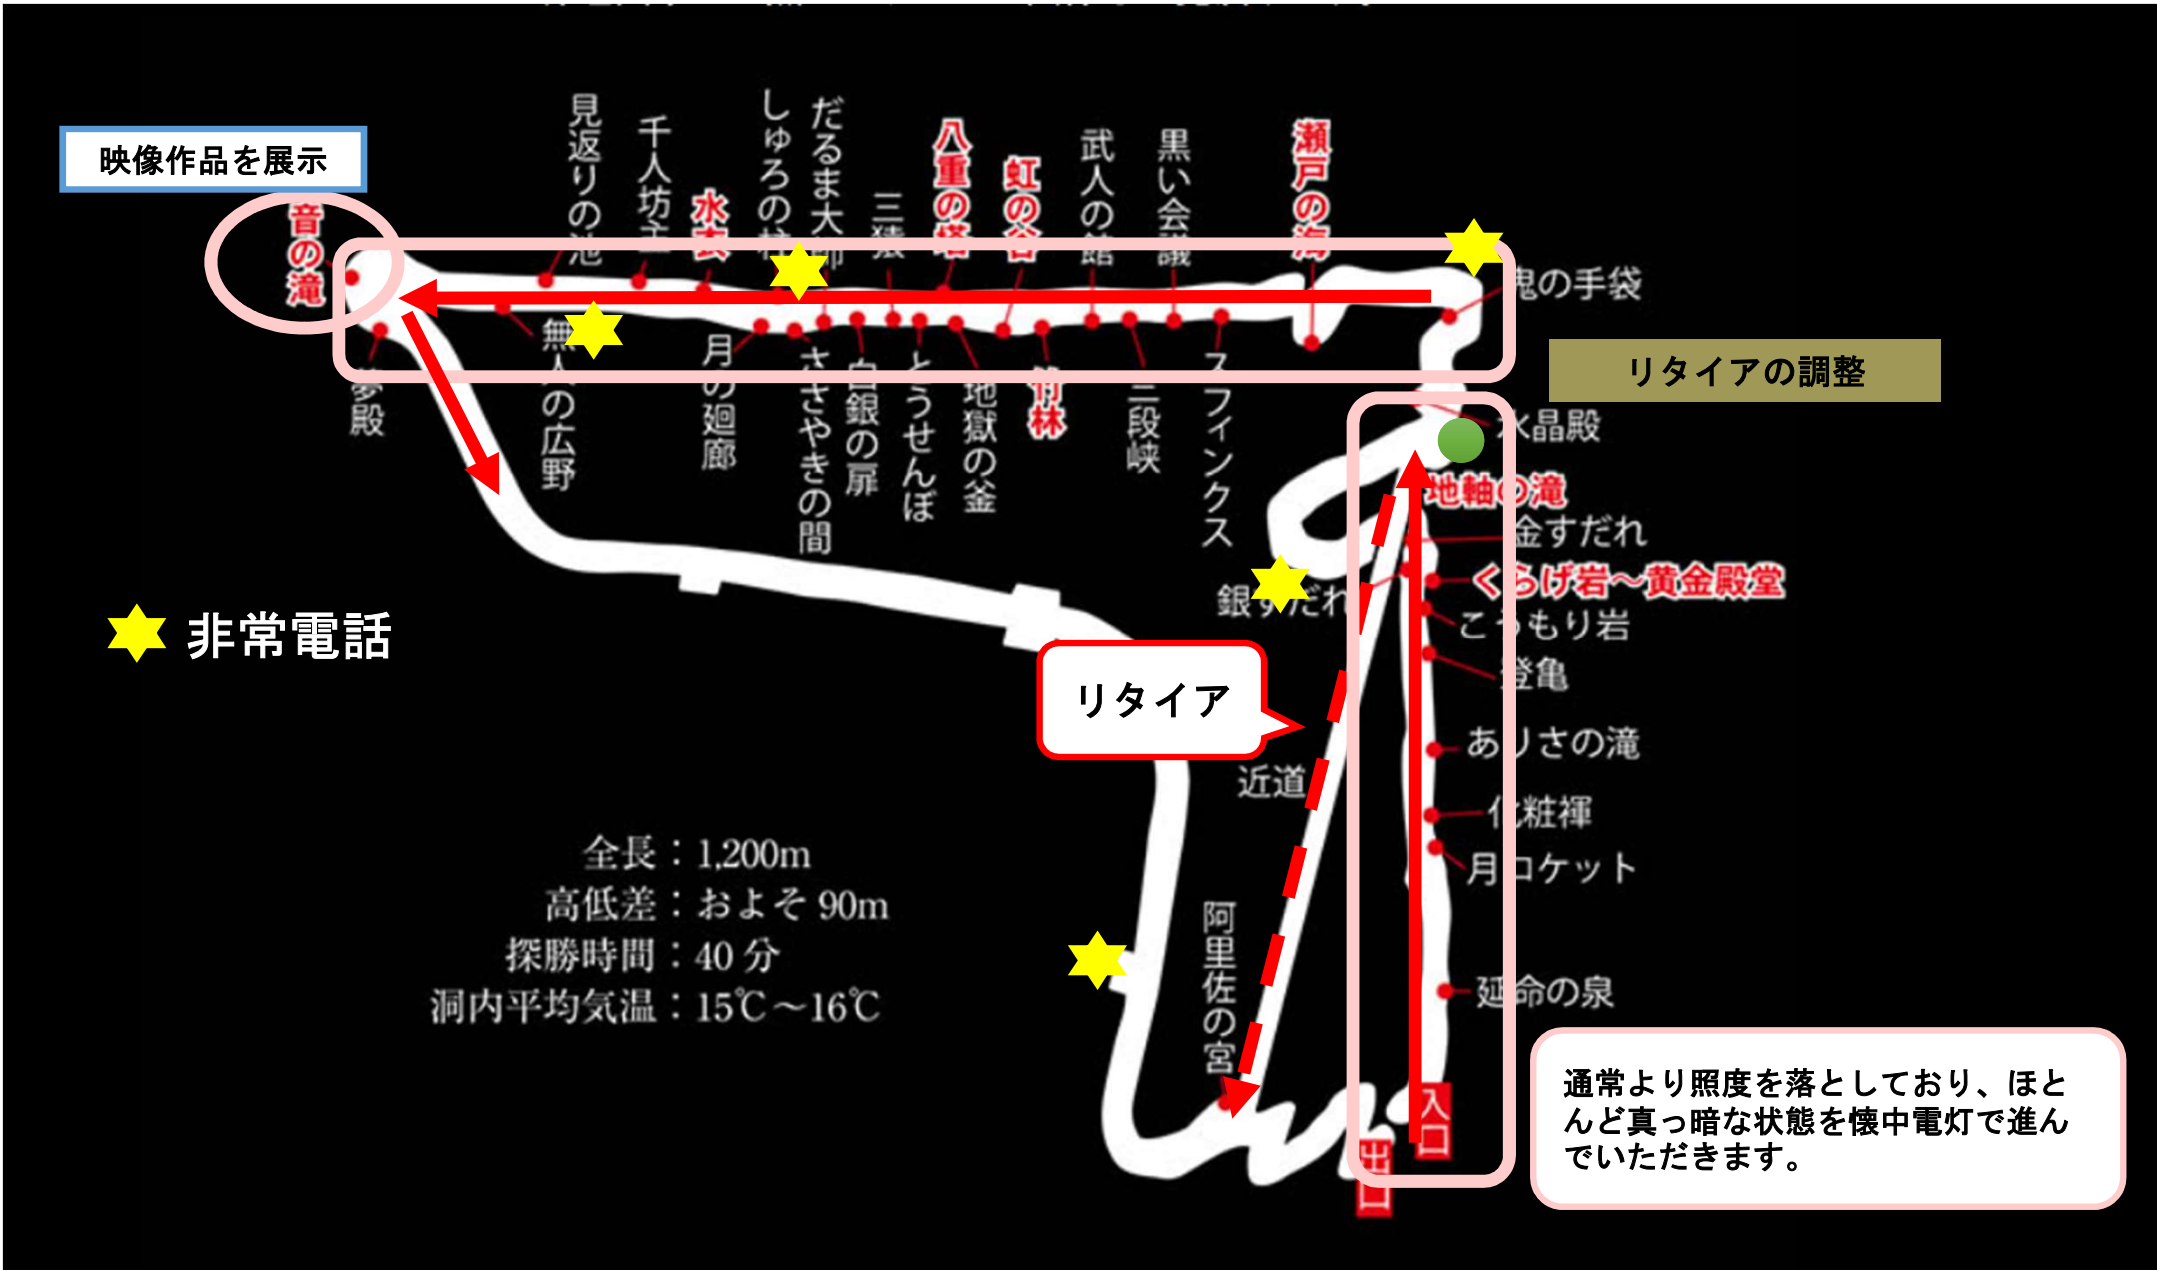 映像作品を展示
音の滝
見返りの池
千人坊主
水衣
しゅろの柱
だるま大師
三猿
八重の塔
虹の谷
武人の館
黒い会議
瀬戸の海
鬼の手袋
夢殿
無人の広野
月の廻廊
ささやきの間
白銀の扉
とうせんぼ
地獄の釜
竹林
三段峡
スフィンクス
リタイアの調整
水晶殿
地軸の滝
金すだれ
くらげ岩～黄金殿堂
銀すだれ
こうもり岩
登亀
非常電話
リタイア
ありさの滝
近道
化粧褌
月ロケット
全長：1,200m
高低差：およそ 90m
探勝時間：40 分
洞内平均気温：15℃～16℃
阿里佐の宮
延命の泉
入口
出口
通常より照度を落としており、ほと
んど真っ暗な状態を懐中電灯で進ん
でいただきます。